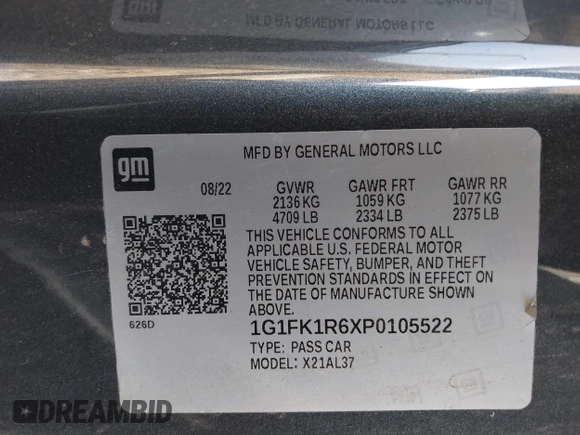 MFD BY GENERAL MOTORS LLC
gm
08/22 GVWR GAWR FRT GAWR RR
2136 KG 1059 KG 1077 KG
4709 LB 2334 LB 2375 LB
THIS VEHICLE CONFORMS TO ALL
APPLICABLE U.S. FEDERAL MOTOR
VEHICLE SAFETY, BUMPER, AND THEFT
PREVENTION STANDARDS IN EFFECT ON
THE DATE OF MANUFACTURE SHOWN
ABOVE.
626D
1G1FK1R6XP0105522
TYPE: PASS CAR
MODEL: X21AL37
DREAMBID